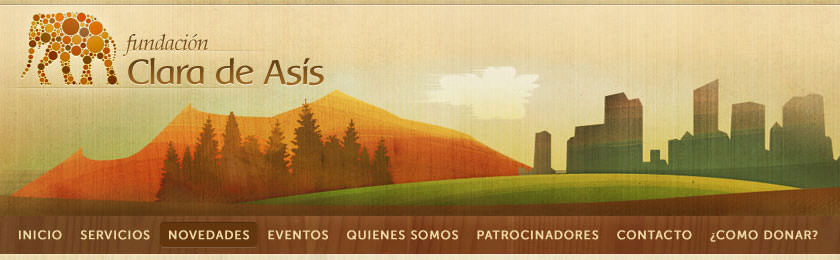 fundación
Clara de Asís
INICIO SERVICIOS NOVEDADES EVENTOS QUIENES SOMOS PATROCINADORES CONTACTO ¿COMO DONAR?